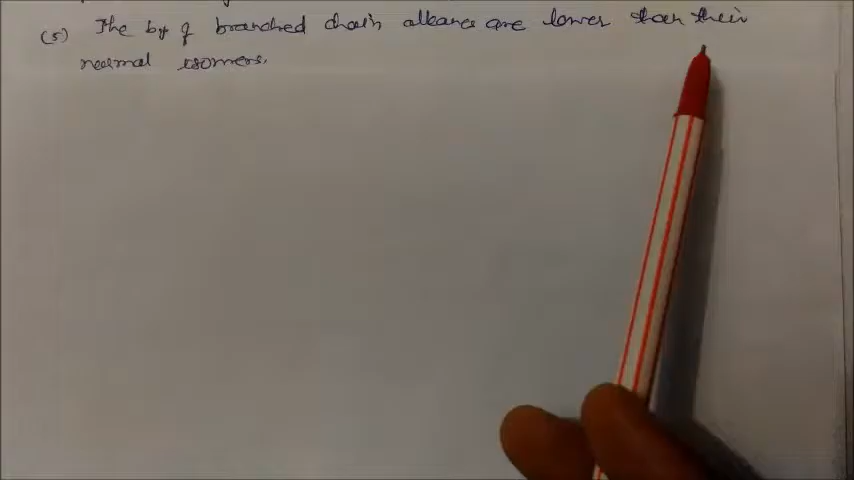 (5) The bp of branched chain alkanes are lower than their
normal isomers.